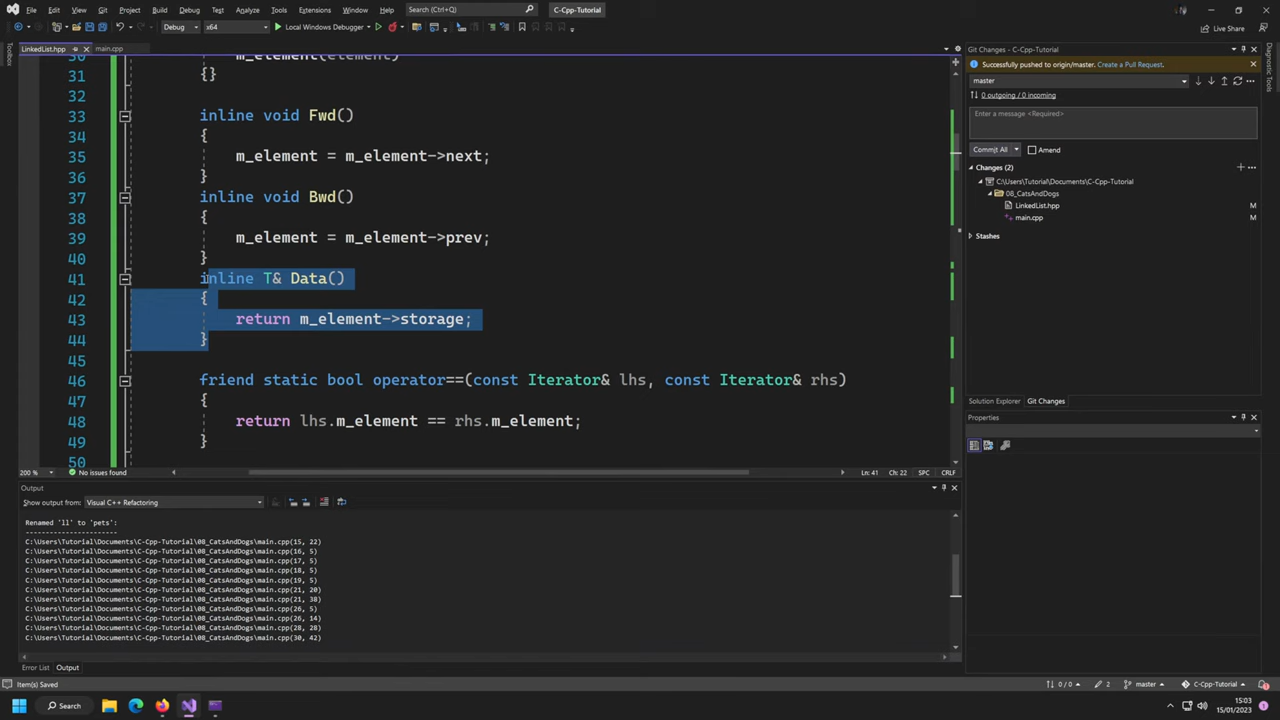 File Edit View Git Project Build Debug Test Analyze Tools Extensions Window Help Search (Ctrl+Q) C-Cpp-Tutorial
Debug x64 Local Windows Debugger Live Share
Toolbox
LinkedList.hpp main.cpp
30 m_element(element)
31 {}
32
33 inline void Fwd()
34 {
35 m_element = m_element->next;
36 }
37 inline void Bwd()
38 {
39 m_element = m_element->prev;
40 }
41 inline T& Data()
42 {
43 return m_element->storage;
44 }
45
46 friend static bool operator==(const Iterator& lhs, const Iterator& rhs)
47 {
48 return lhs.m_element == rhs.m_element;
49 }
50
200 % No issues found Ln: 41 Ch: 22 SPC CRLF
Output
Show output from: Visual C++ Refactoring
Renamed 'll' to 'pets':
-----------------------
C:\Users\Tutorial\Documents\C-Cpp-Tutorial\08_CatsAndDogs\main.cpp(15, 22)
C:\Users\Tutorial\Documents\C-Cpp-Tutorial\08_CatsAndDogs\main.cpp(16, 5)
C:\Users\Tutorial\Documents\C-Cpp-Tutorial\08_CatsAndDogs\main.cpp(17, 5)
C:\Users\Tutorial\Documents\C-Cpp-Tutorial\08_CatsAndDogs\main.cpp(18, 5)
C:\Users\Tutorial\Documents\C-Cpp-Tutorial\08_CatsAndDogs\main.cpp(19, 5)
C:\Users\Tutorial\Documents\C-Cpp-Tutorial\08_CatsAndDogs\main.cpp(21, 20)
C:\Users\Tutorial\Documents\C-Cpp-Tutorial\08_CatsAndDogs\main.cpp(21, 38)
C:\Users\Tutorial\Documents\C-Cpp-Tutorial\08_CatsAndDogs\main.cpp(26, 5)
C:\Users\Tutorial\Documents\C-Cpp-Tutorial\08_CatsAndDogs\main.cpp(26, 14)
C:\Users\Tutorial\Documents\C-Cpp-Tutorial\08_CatsAndDogs\main.cpp(28, 28)
C:\Users\Tutorial\Documents\C-Cpp-Tutorial\08_CatsAndDogs\main.cpp(30, 42)
Error List Output
Git Changes - C-Cpp-Tutorial
Successfully pushed to origin/master. Create a Pull Request.
master
0 outgoing / 0 incoming
Enter a message <Required>
Commit All Amend
Changes (2)
C:\Users\Tutorial\Documents\C-Cpp-Tutorial
08_CatsAndDogs
LinkedList.hpp M
main.cpp M
Stashes
Solution Explorer Git Changes
Properties
Diagnostic Tools
Item(s) Saved 0 / 0 2 master C-Cpp-Tutorial
Search 15:03
15/01/2023